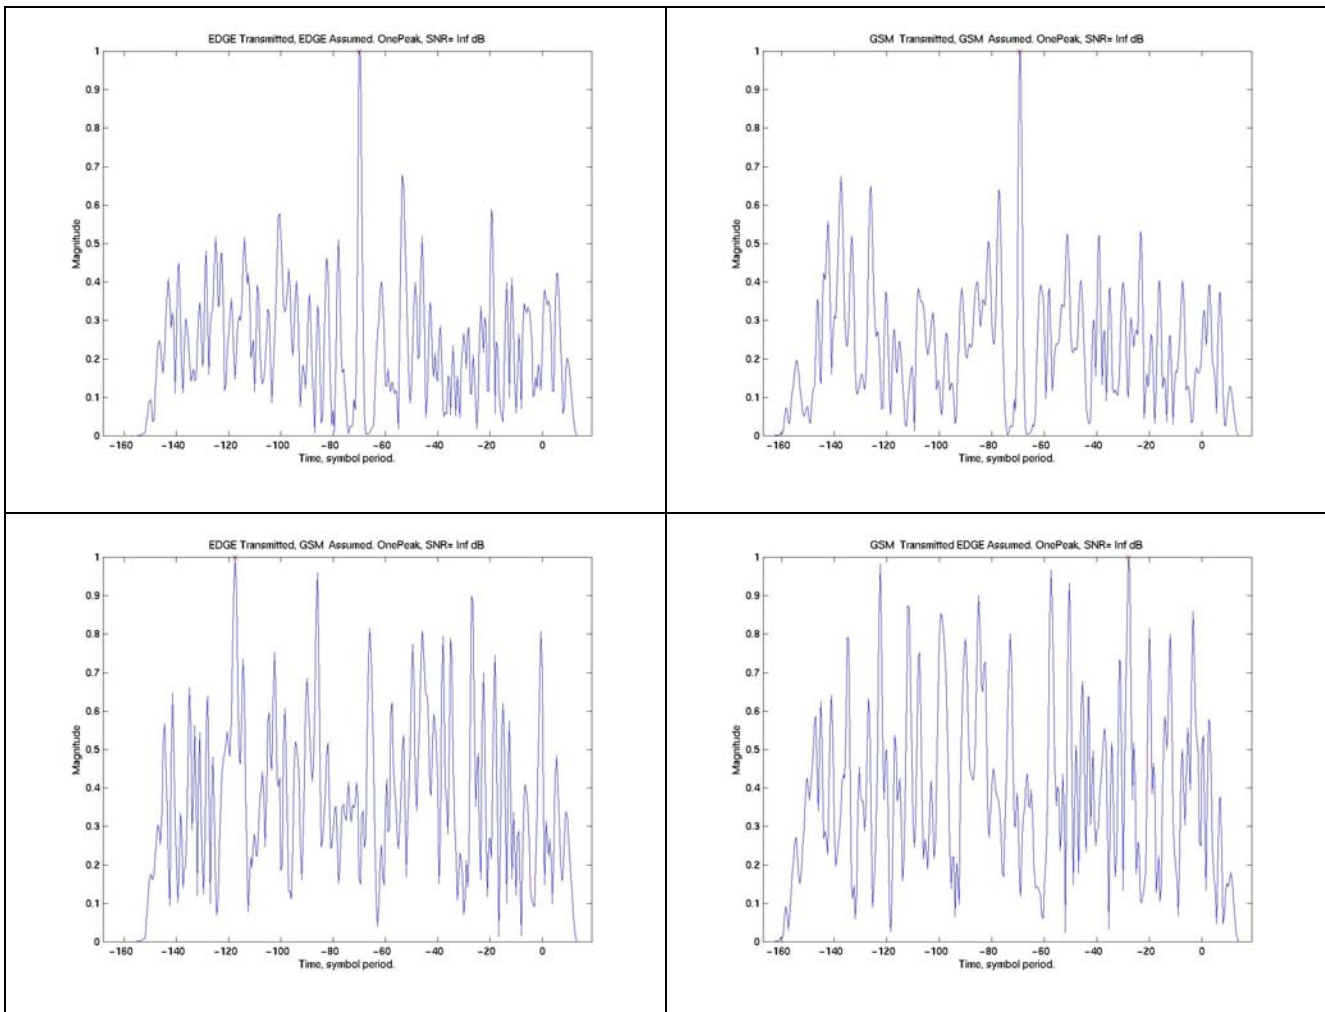 EDGE Transmitted, EDGE Assumed. OnePeak, SNR= Inf dB
1
0.9
0.8
0.7
0.6
0.5
0.4
0.3
0.2
0.1
0
Magnitude
-160 -140 -120 -100 -80 -60 -40 -20 0
Time, symbol period.
GSM Transmitted, GSM Assumed. OnePeak, SNR= Inf dB
1
0.9
0.8
0.7
0.6
0.5
0.4
0.3
0.2
0.1
0
Magnitude
-160 -140 -120 -100 -80 -60 -40 -20 0
Time, symbol period.
EDGE Transmitted, GSM Assumed. OnePeak, SNR= Inf dB
1
0.9
0.8
0.7
0.6
0.5
0.4
0.3
0.2
0.1
0
Magnitude
-160 -140 -120 -100 -80 -60 -40 -20 0
Time, symbol period.
GSM Transmitted EDGE Assumed. OnePeak, SNR= Inf dB
1
0.9
0.8
0.7
0.6
0.5
0.4
0.3
0.2
0.1
0
Magnitude
-160 -140 -120 -100 -80 -60 -40 -20 0
Time, symbol period.